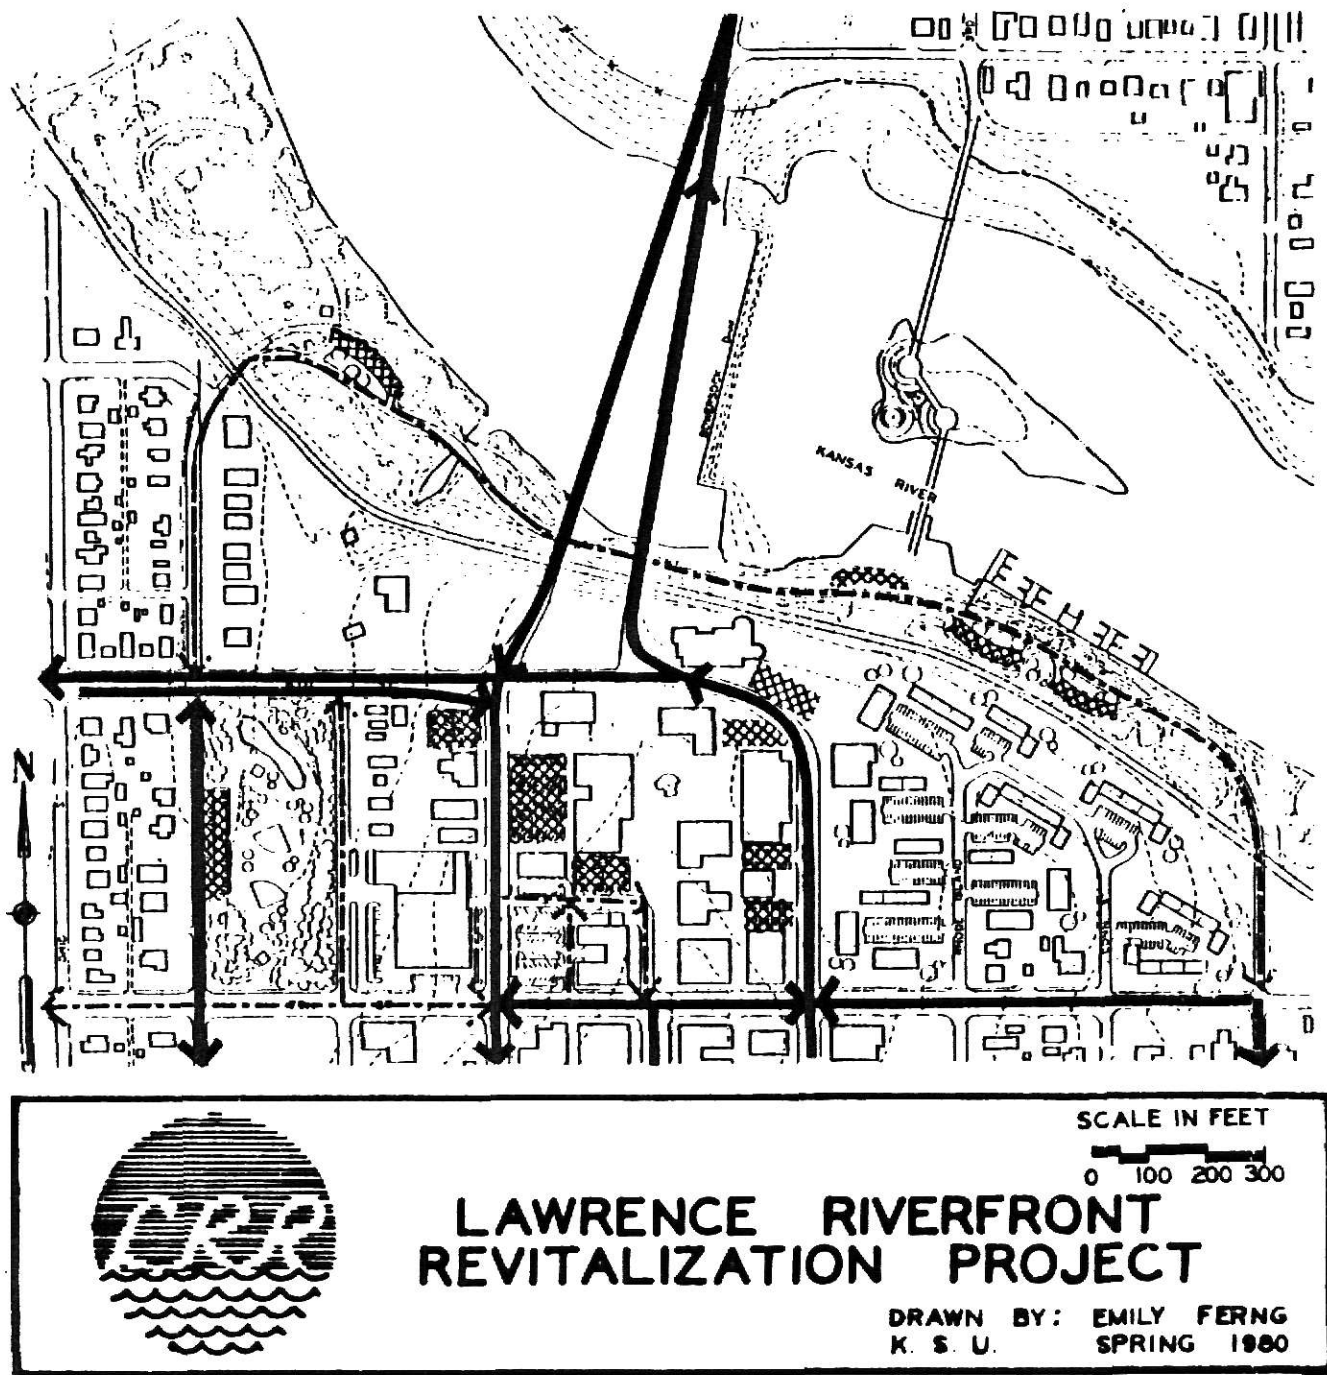 KANSAS
RIVER
N
SCALE IN FEET
0 100 200 300
LRR
LAWRENCE RIVERFRONT
REVITALIZATION PROJECT
DRAWN BY: EMILY FERNG
K. S. U. SPRING 1980